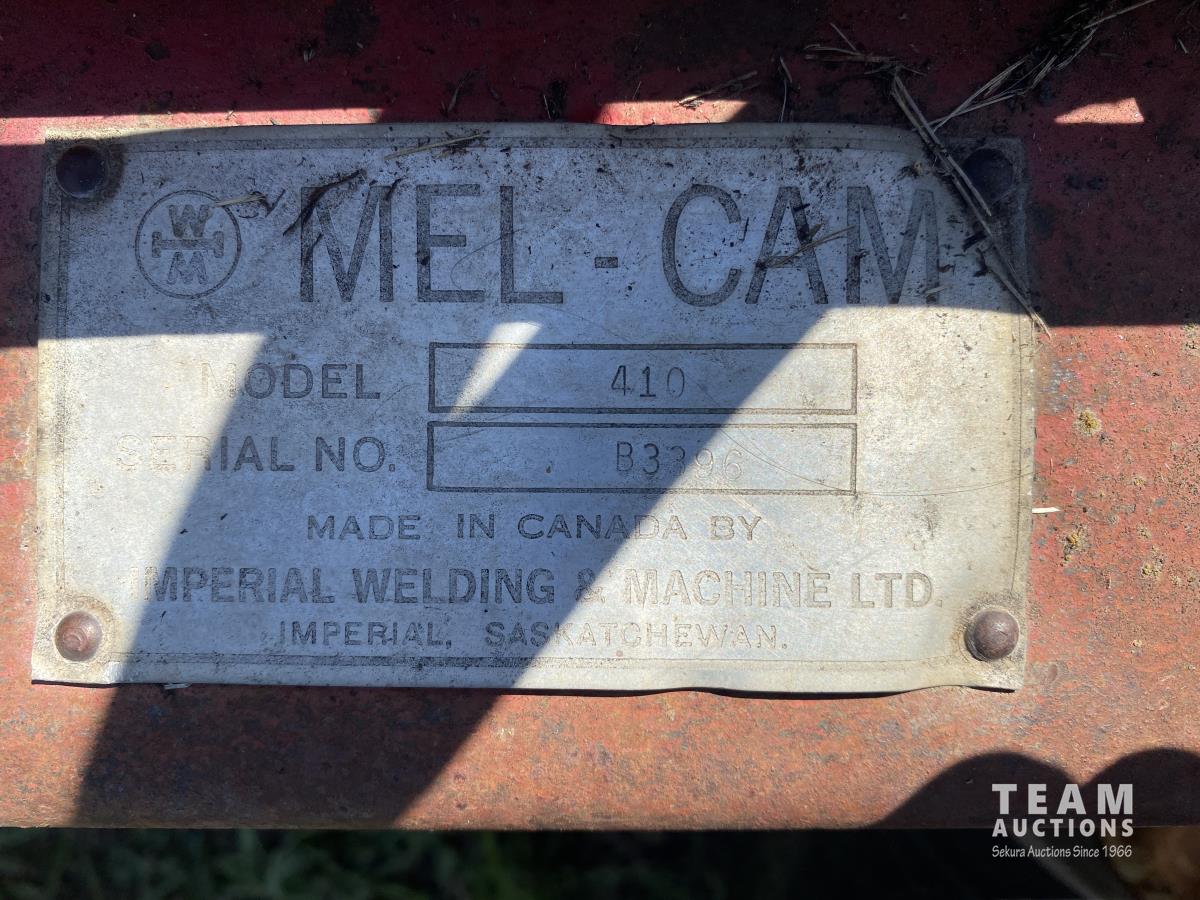 W
I
M
MEL - CAM
MODEL 410
SERIAL NO.
MADE IN CANADA BY
IMPERIAL WELDING & MACHINE LTD.
IMPERIAL, SASKATCHEWAN.
TEAM
AUCTIONS
Sekura Auctions Since 1966